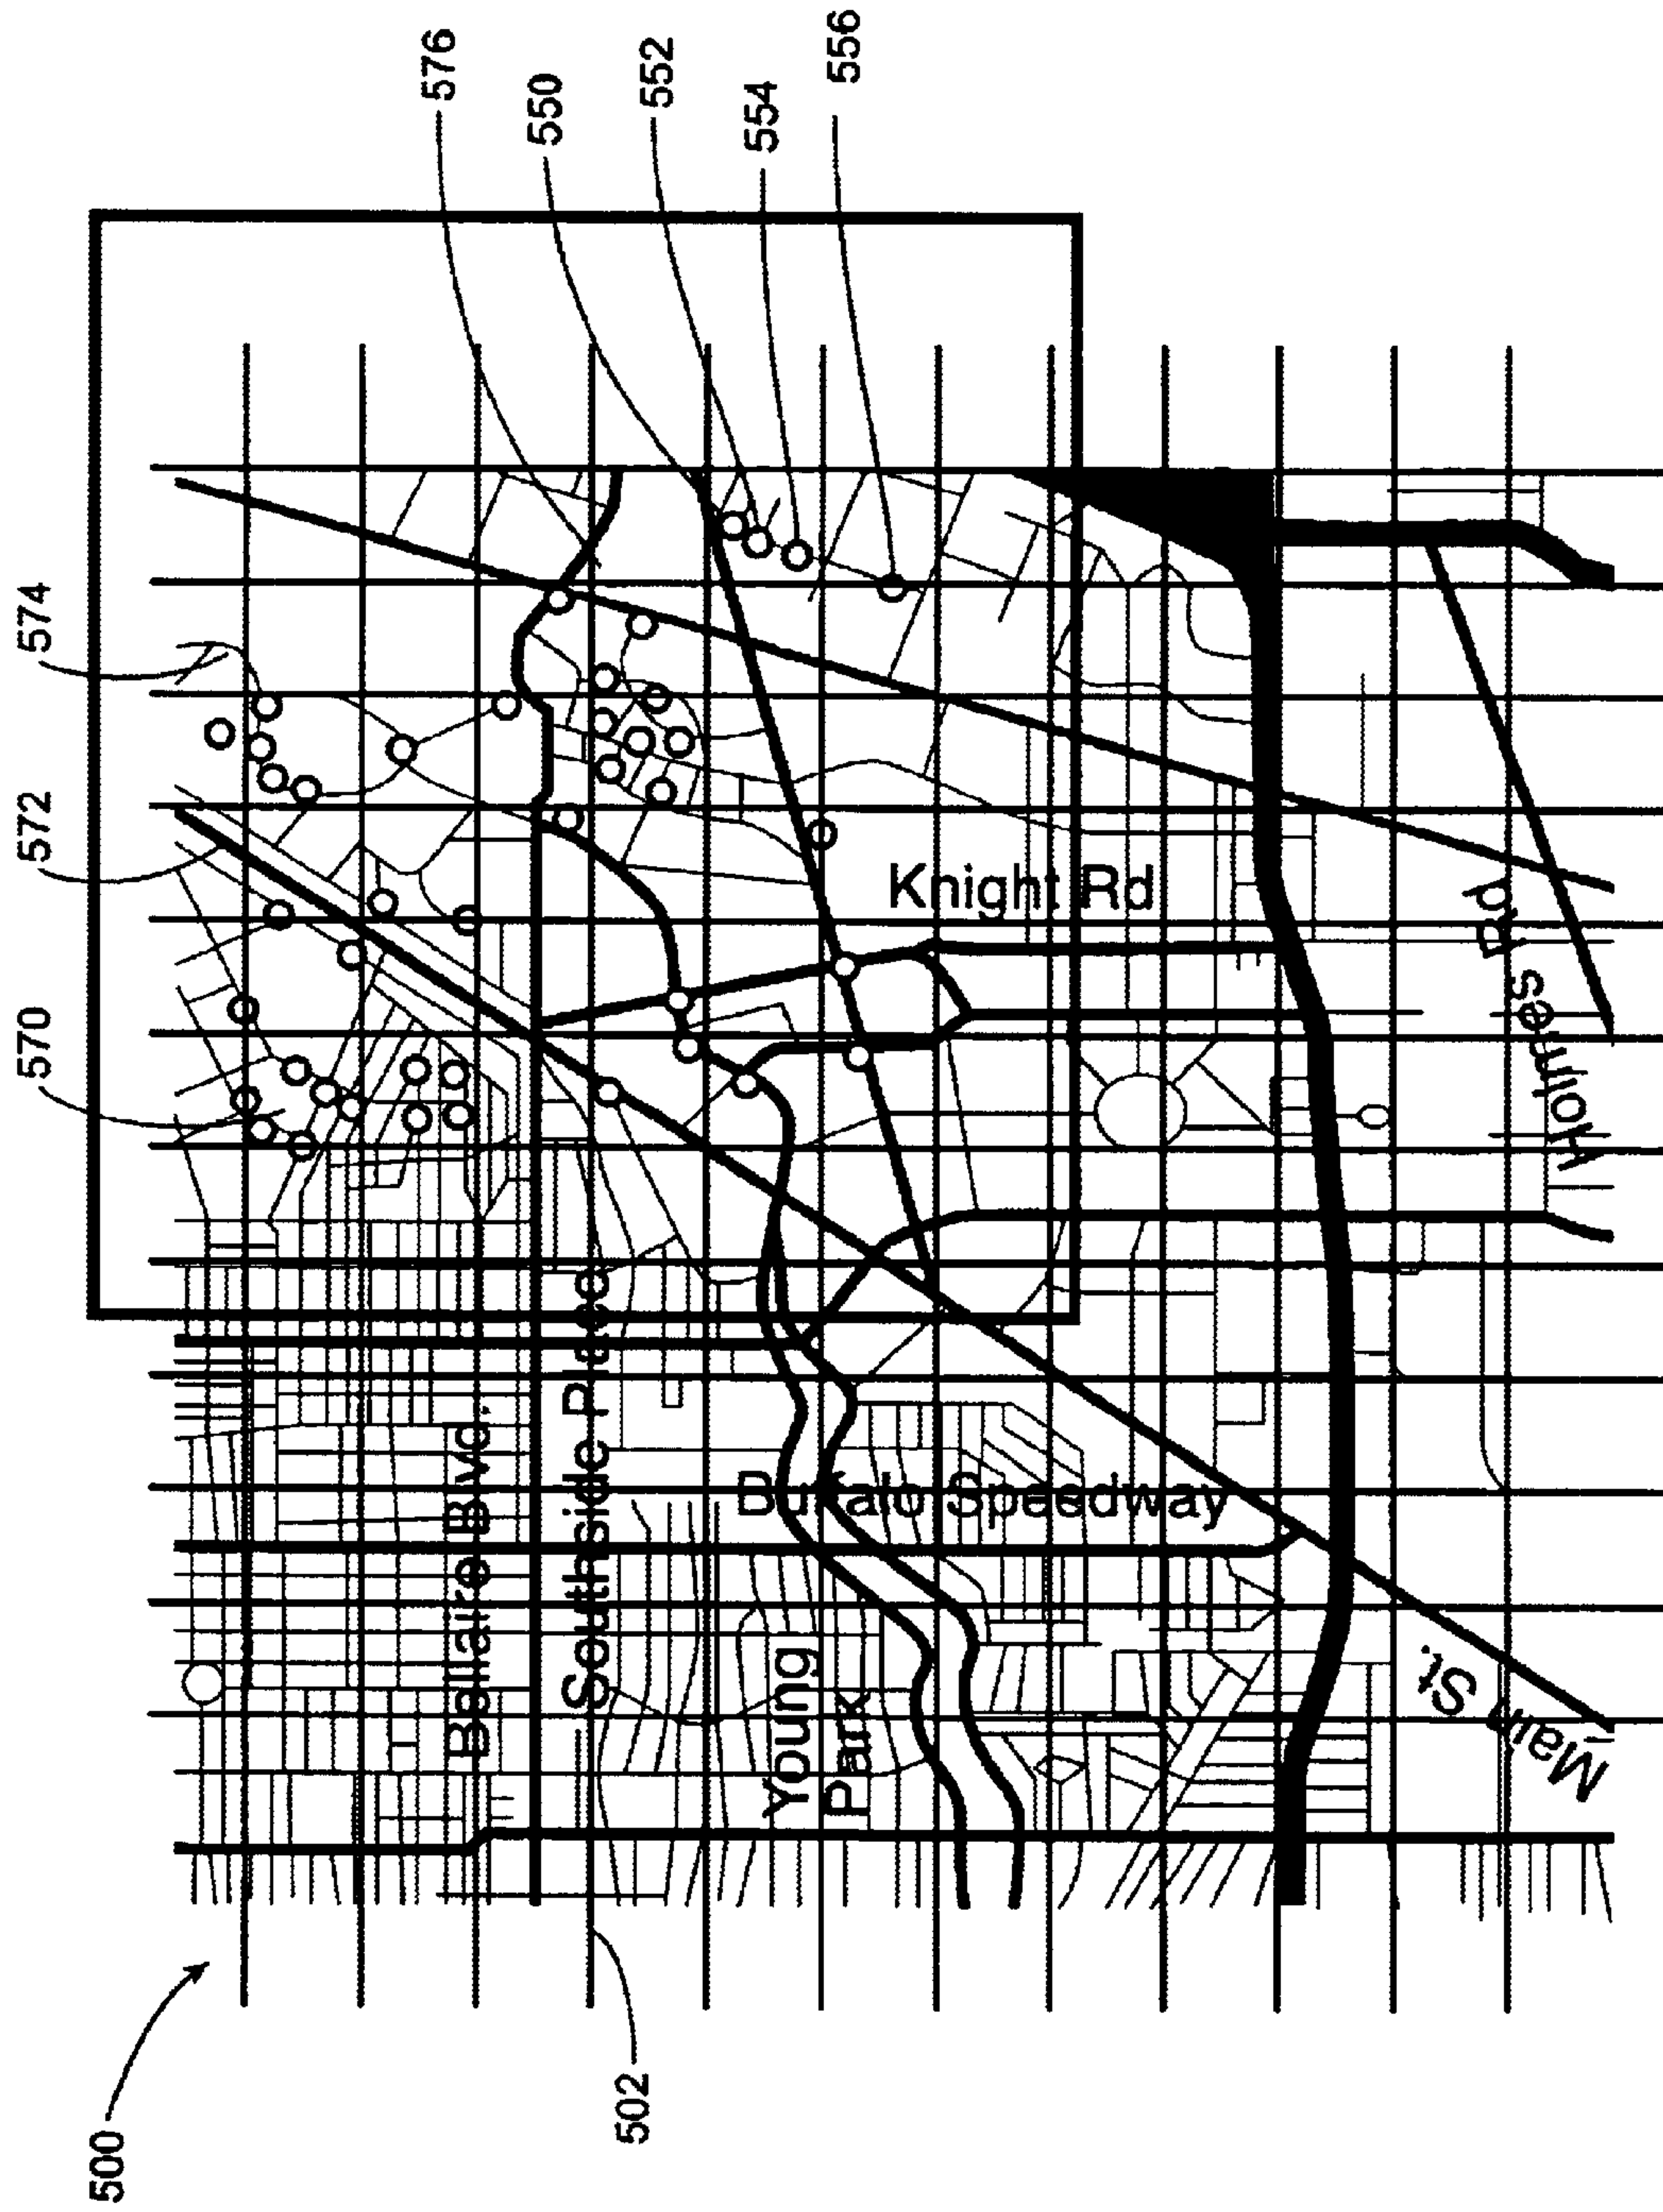 500
502
570
572
574
576
550
552
554
556
Bellaire Blvd.
Southside Place
Young
Park
Buffalo Speedway
Knight Rd
Main St.
Holmes Rd